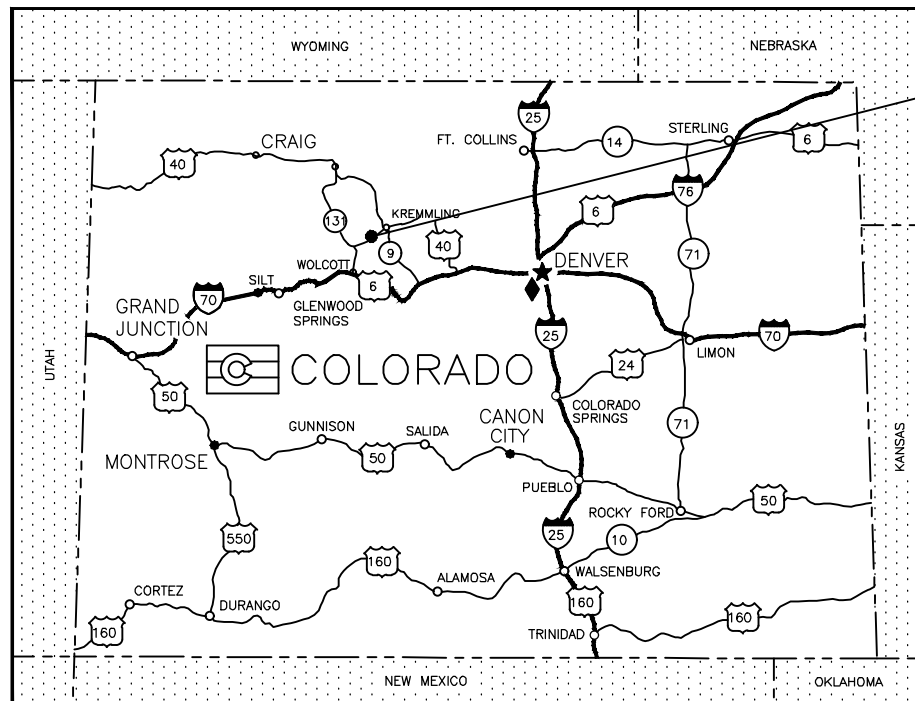 WYOMING
NEBRASKA
25
FT. COLLINS
14
STERLING
6
CRAIG
40
76
131
KREMMLING
6
9
40
71
WOLCOTT
DENVER
SILT
6
70
GLENWOOD
SPRINGS
GRAND
JUNCTION
25
70
LIMON
UTAH
COLORADO
24
50
COLORADO
SPRINGS
CANON
CITY
GUNNISON
SALIDA
71
KANSAS
MONTROSE
50
PUEBLO
50
ROCKY FORD
550
25
10
160
WALSENBURG
ALAMOSA
CORTEZ
DURANGO
160
160
160
TRINIDAD
NEW MEXICO
OKLAHOMA